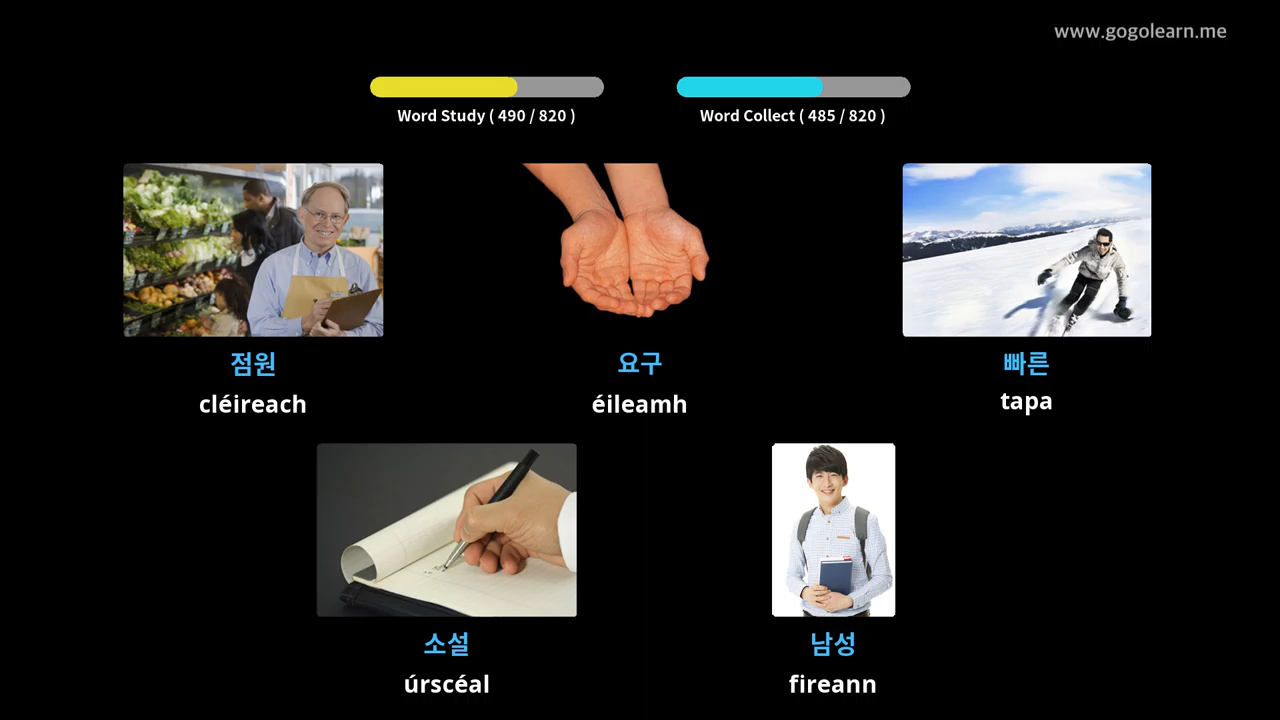 www.gogolearn.me
Word Study ( 490 / 820 )
Word Collect ( 485 / 820 )
점원
cléireach
요구
éileamh
빠른
tapa
소설
úrscéal
남성
fireann